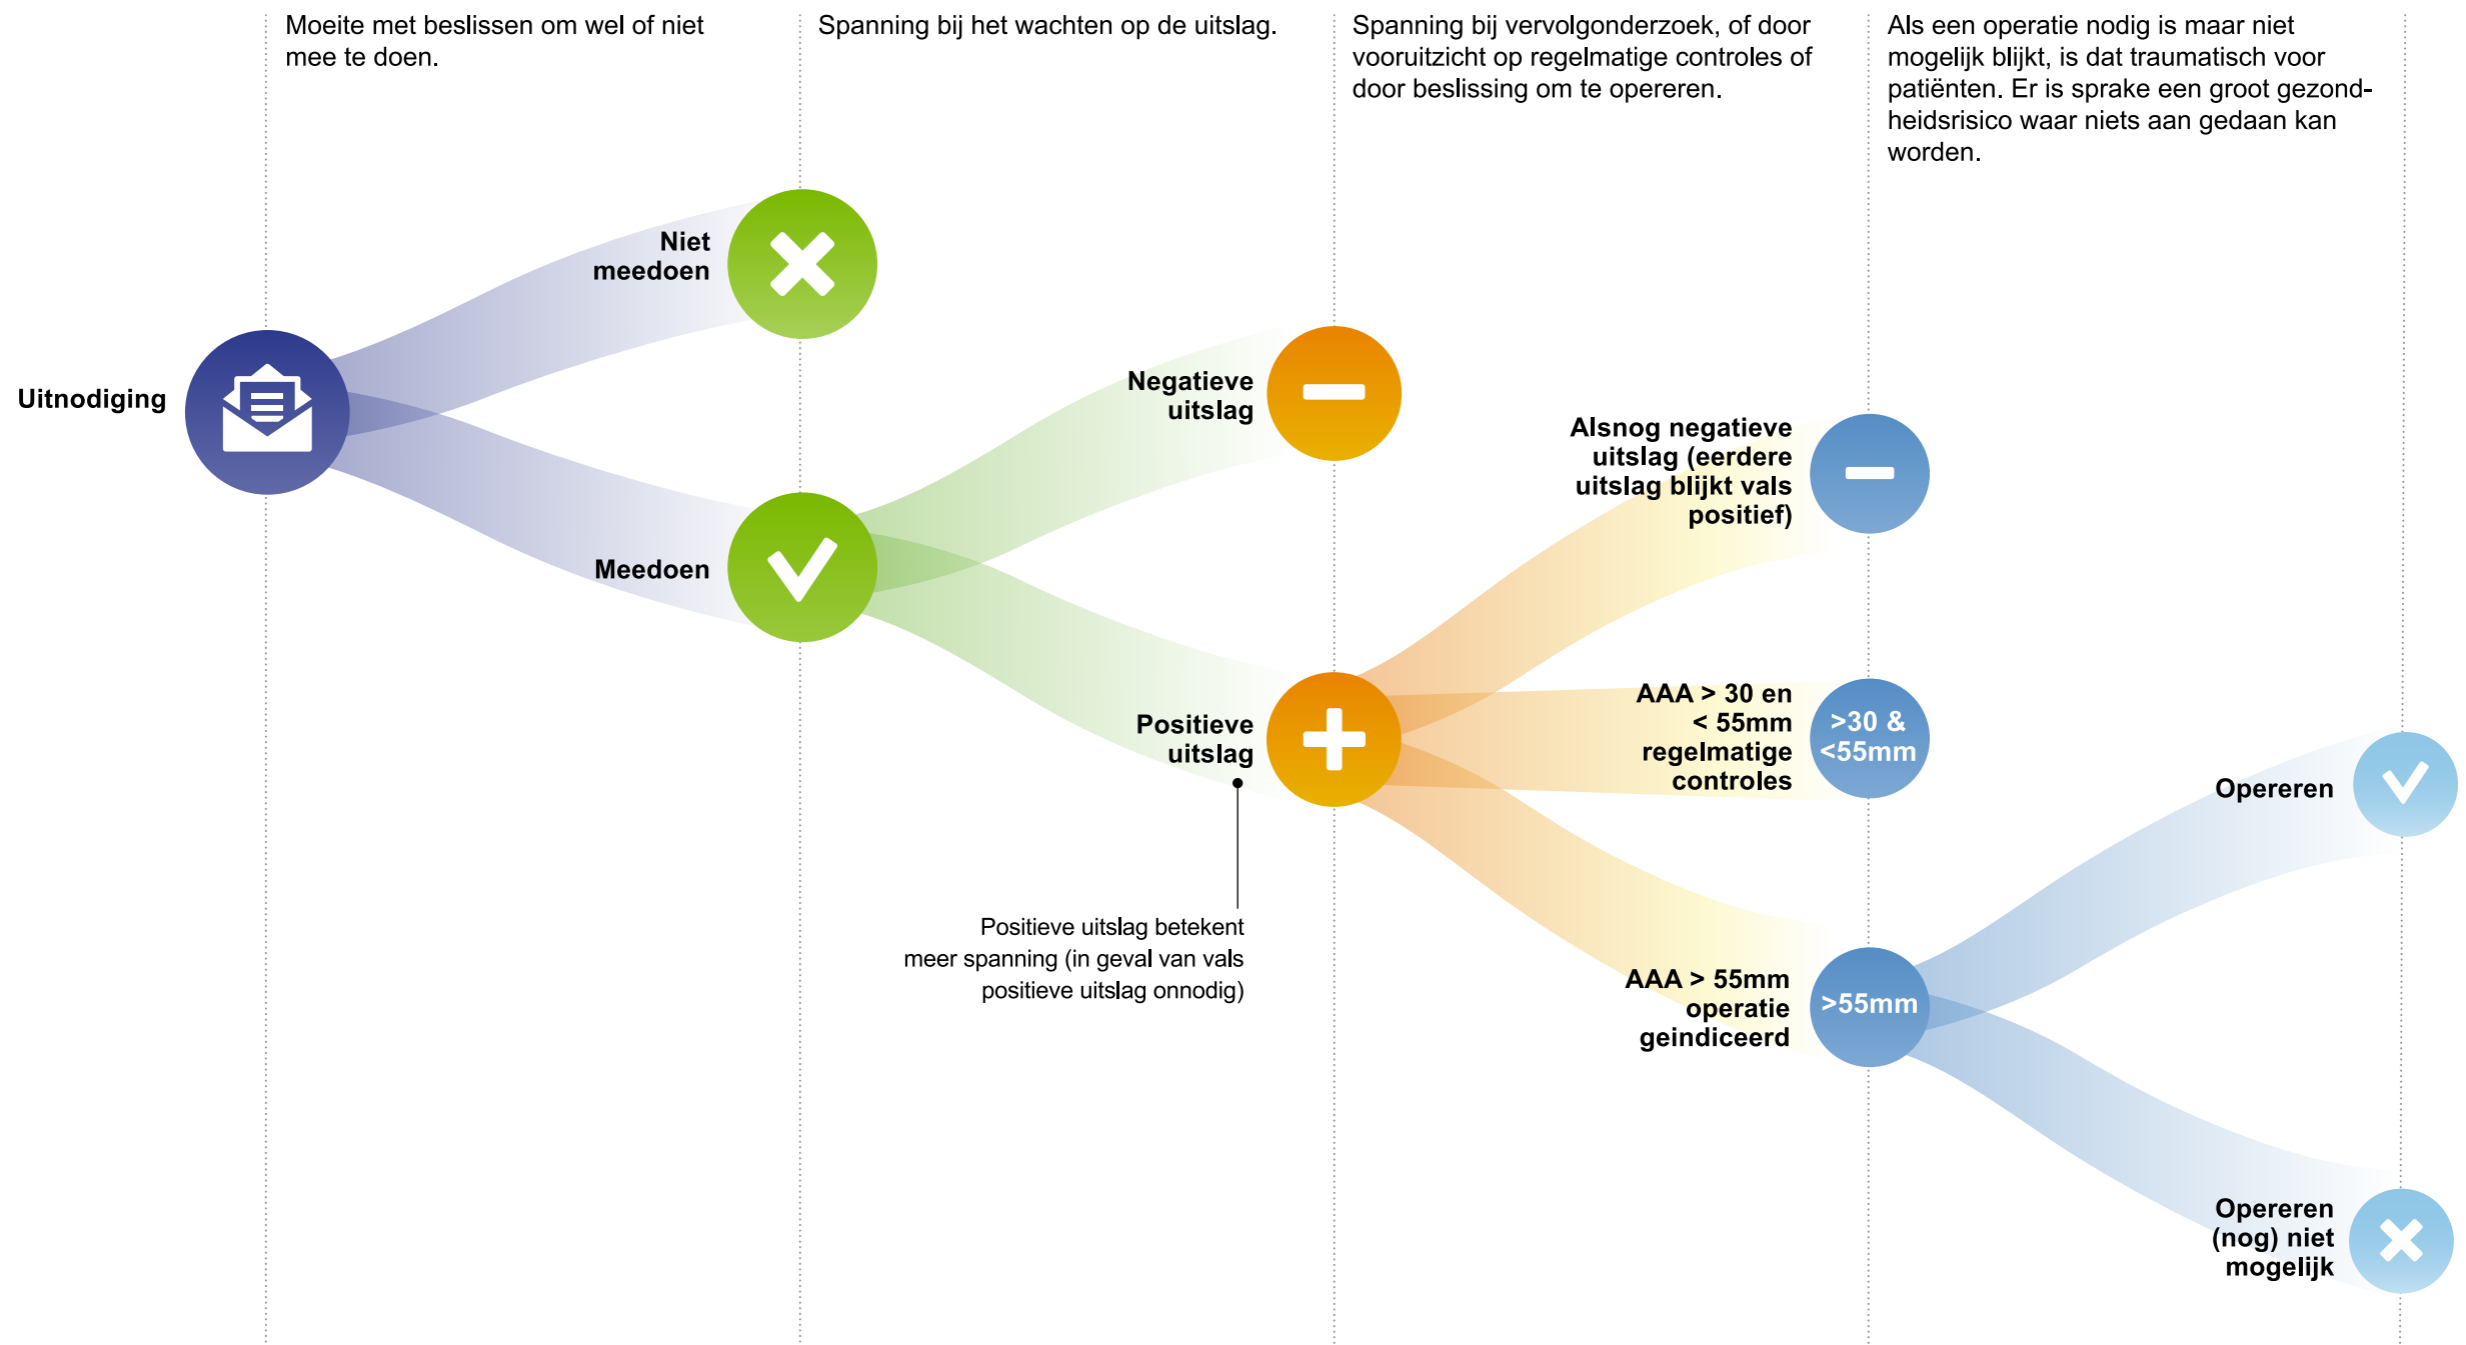 Moeite met beslissen om wel of niet
mee te doen.
Spanning bij het wachten op de uitslag.
Spanning bij vervolgonderzoek, of door
vooruitzicht op regelmatige controles of
door beslissing om te opereren.
Als een operatie nodig is maar niet
mogelijk blijkt, is dat traumatisch voor
patiënten. Er is sprake een groot gezond-
heidsrisico waar niets aan gedaan kan
worden.
Uitnodiging
Niet
meedoen
Meedoen
Negatieve
uitslag
Positieve
uitslag
Positieve uitslag betekent
meer spanning (in geval van vals
positieve uitslag onnodig)
Alsnog negatieve
uitslag (eerdere
uitslag blijkt vals
positief)
AAA > 30 en
< 55mm
regelmatige
controles
>30 &
<55mm
AAA > 55mm
operatie
geindiceerd
>55mm
Opereren
Opereren
(nog) niet
mogelijk